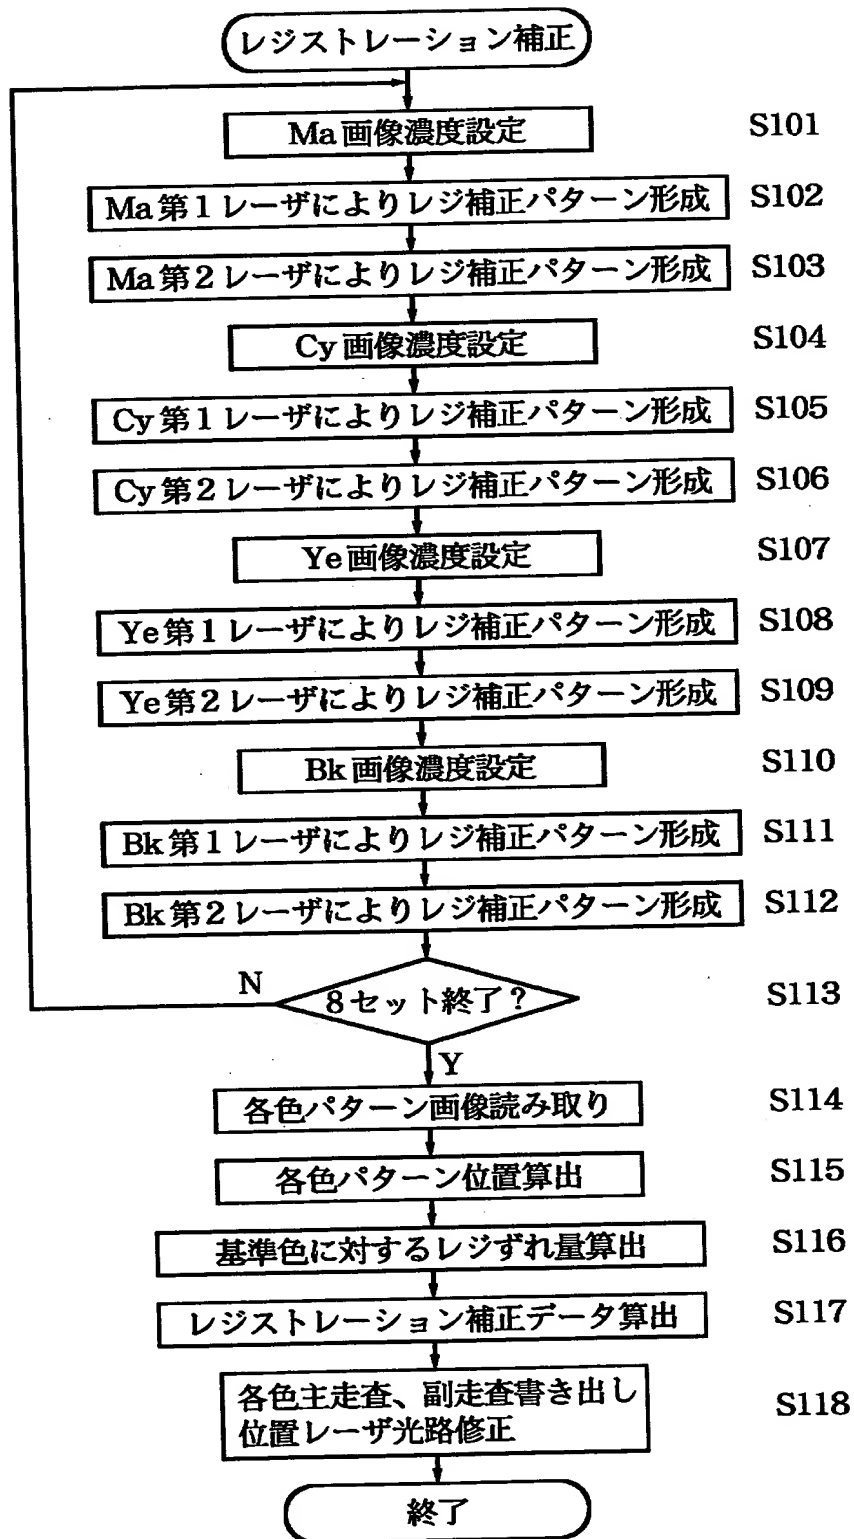 レジストレーション補正
Ma画像濃度設定 S101
Ma第1レーザによりレジ補正パターン形成 S102
Ma第2レーザによりレジ補正パターン形成 S103
Cy画像濃度設定 S104
Cy第1レーザによりレジ補正パターン形成 S105
Cy第2レーザによりレジ補正パターン形成 S106
Ye画像濃度設定 S107
Ye第1レーザによりレジ補正パターン形成 S108
Ye第2レーザによりレジ補正パターン形成 S109
Bk画像濃度設定 S110
Bk第1レーザによりレジ補正パターン形成 S111
Bk第2レーザによりレジ補正パターン形成 S112
N
8セット終了? S113
Y
各色パターン画像読み取り S114
各色パターン位置算出 S115
基準色に対するレジずれ量算出 S116
レジストレーション補正データ算出 S117
各色主走査、副走査書き出し S118
位置レーザ光路修正
終了